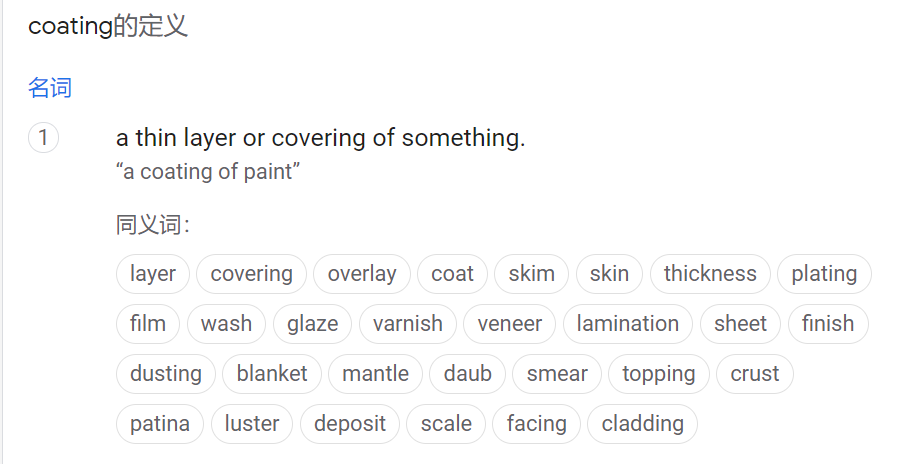 coating的定义
名词
1 a thin layer or covering of something.
“a coating of paint”
同义词：
layer covering overlay coat skim skin thickness plating
film wash glaze varnish veneer lamination sheet finish
dusting blanket mantle daub smear topping crust
patina luster deposit scale facing cladding